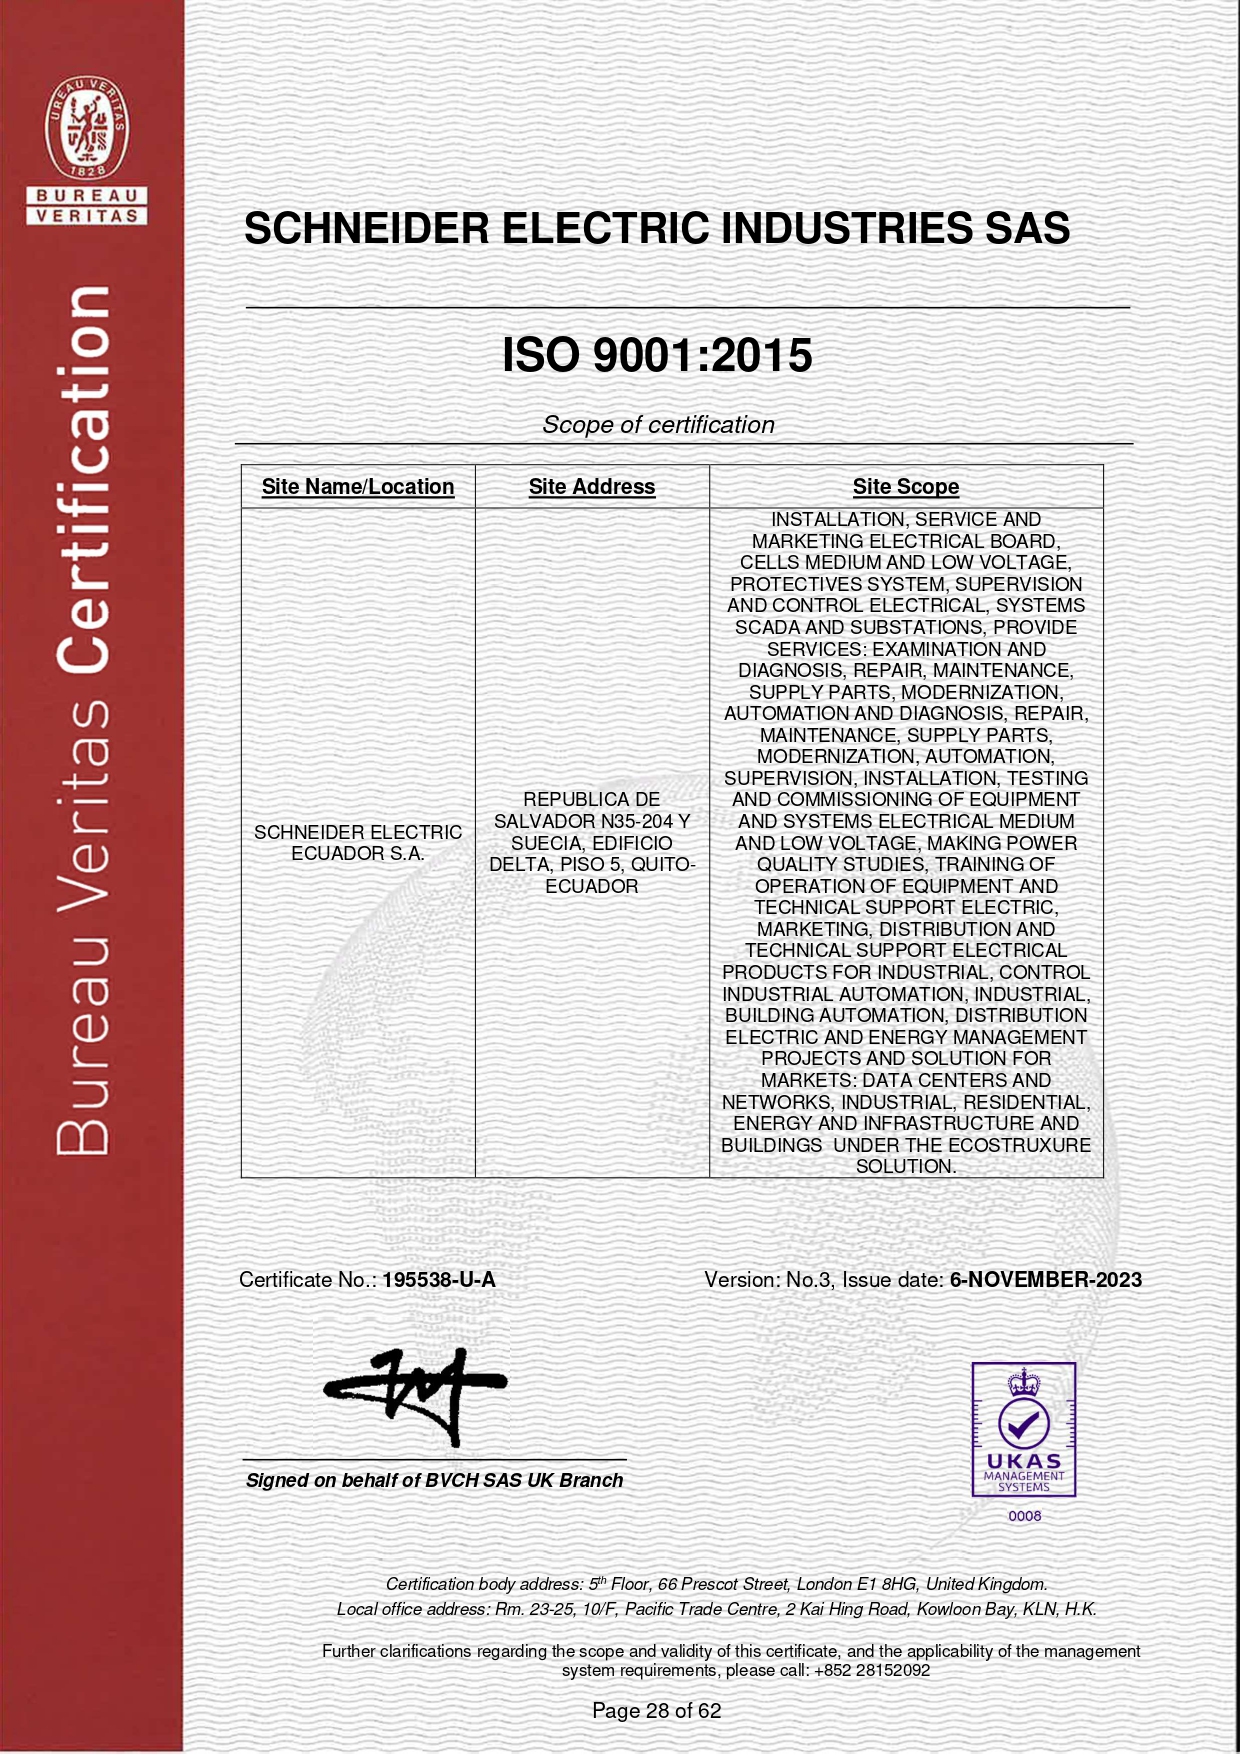 BUREAU VERITAS
1828
BUREAU
VERITAS
Bureau Veritas Certification
SCHNEIDER ELECTRIC INDUSTRIES SAS
ISO 9001:2015
Scope of certification
Site Name/Location
Site Address
Site Scope
SCHNEIDER ELECTRIC
ECUADOR S.A.
REPUBLICA DE
SALVADOR N35-204 Y
SUECIA, EDIFICIO
DELTA, PISO 5, QUITO-
ECUADOR
INSTALLATION, SERVICE AND
MARKETING ELECTRICAL BOARD,
CELLS MEDIUM AND LOW VOLTAGE,
PROTECTIVES SYSTEM, SUPERVISION
AND CONTROL ELECTRICAL, SYSTEMS
SCADA AND SUBSTATIONS, PROVIDE
SERVICES: EXAMINATION AND
DIAGNOSIS, REPAIR, MAINTENANCE,
SUPPLY PARTS, MODERNIZATION,
AUTOMATION AND DIAGNOSIS, REPAIR,
MAINTENANCE, SUPPLY PARTS,
MODERNIZATION, AUTOMATION,
SUPERVISION, INSTALLATION, TESTING
AND COMMISSIONING OF EQUIPMENT
AND SYSTEMS ELECTRICAL MEDIUM
AND LOW VOLTAGE, MAKING POWER
QUALITY STUDIES, TRAINING OF
OPERATION OF EQUIPMENT AND
TECHNICAL SUPPORT ELECTRIC,
MARKETING, DISTRIBUTION AND
TECHNICAL SUPPORT ELECTRICAL
PRODUCTS FOR INDUSTRIAL, CONTROL
INDUSTRIAL AUTOMATION, INDUSTRIAL,
BUILDING AUTOMATION, DISTRIBUTION
ELECTRIC AND ENERGY MANAGEMENT
PROJECTS AND SOLUTION FOR
MARKETS: DATA CENTERS AND
NETWORKS, INDUSTRIAL, RESIDENTIAL,
ENERGY AND INFRASTRUCTURE AND
BUILDINGS UNDER THE ECOSTRUXURE
SOLUTION.
Certificate No.: 195538-U-A
Version: No.3, Issue date: 6-NOVEMBER-2023
Signed on behalf of BVCH SAS UK Branch
UKAS
MANAGEMENT
SYSTEMS
0008
Certification body address: 5th Floor, 66 Prescot Street, London E1 8HG, United Kingdom.
Local office address: Rm. 23-25, 10/F, Pacific Trade Centre, 2 Kai Hing Road, Kowloon Bay, KLN, H.K.
Further clarifications regarding the scope and validity of this certificate, and the applicability of the management
system requirements, please call: +852 28152092
Page 28 of 62